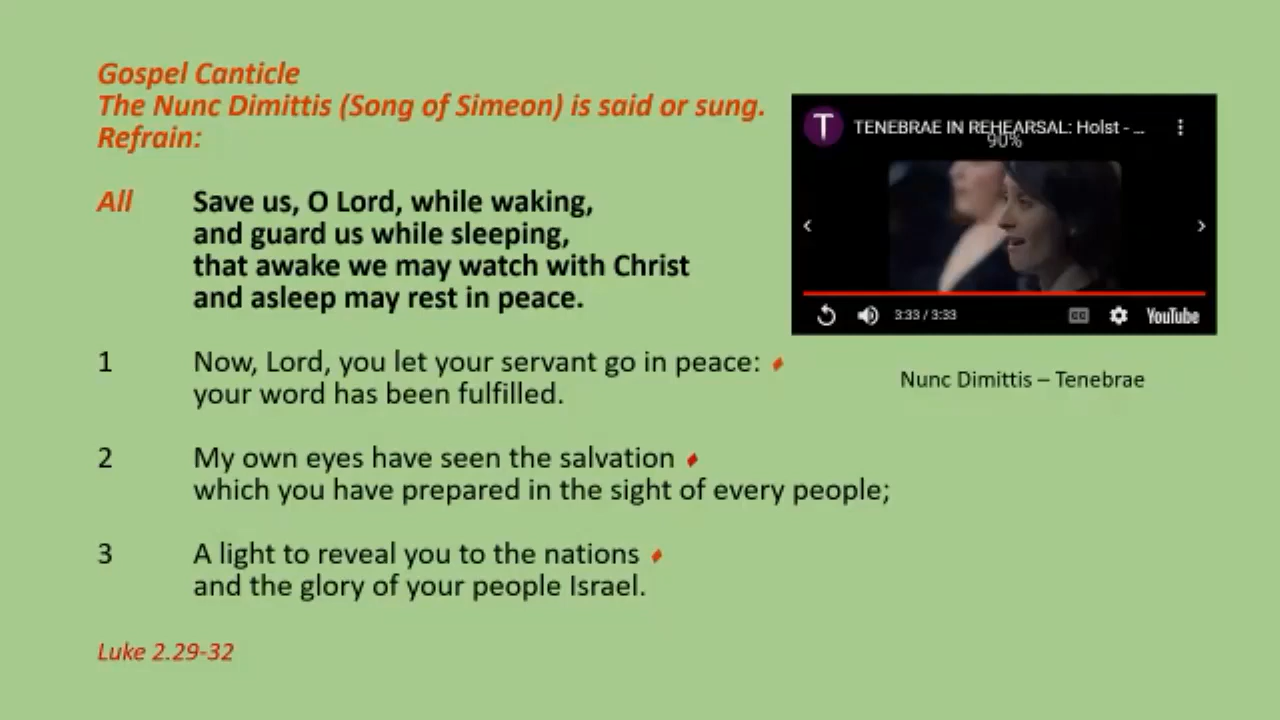 Gospel Canticle
The Nunc Dimittis (Song of Simeon) is said or sung.
Refrain:
All Save us, O Lord, while waking,
and guard us while sleeping,
that awake we may watch with Christ
and asleep may rest in peace.
1 Now, Lord, you let your servant go in peace: ♦
your word has been fulfilled.
2 My own eyes have seen the salvation ♦
which you have prepared in the sight of every people;
3 A light to reveal you to the nations ♦
and the glory of your people Israel.
Luke 2.29-32
T TENEBRAE IN REHEARSAL: Holst - ...
90%
3:33 / 3:33 CC YouTube
Nunc Dimittis – Tenebrae